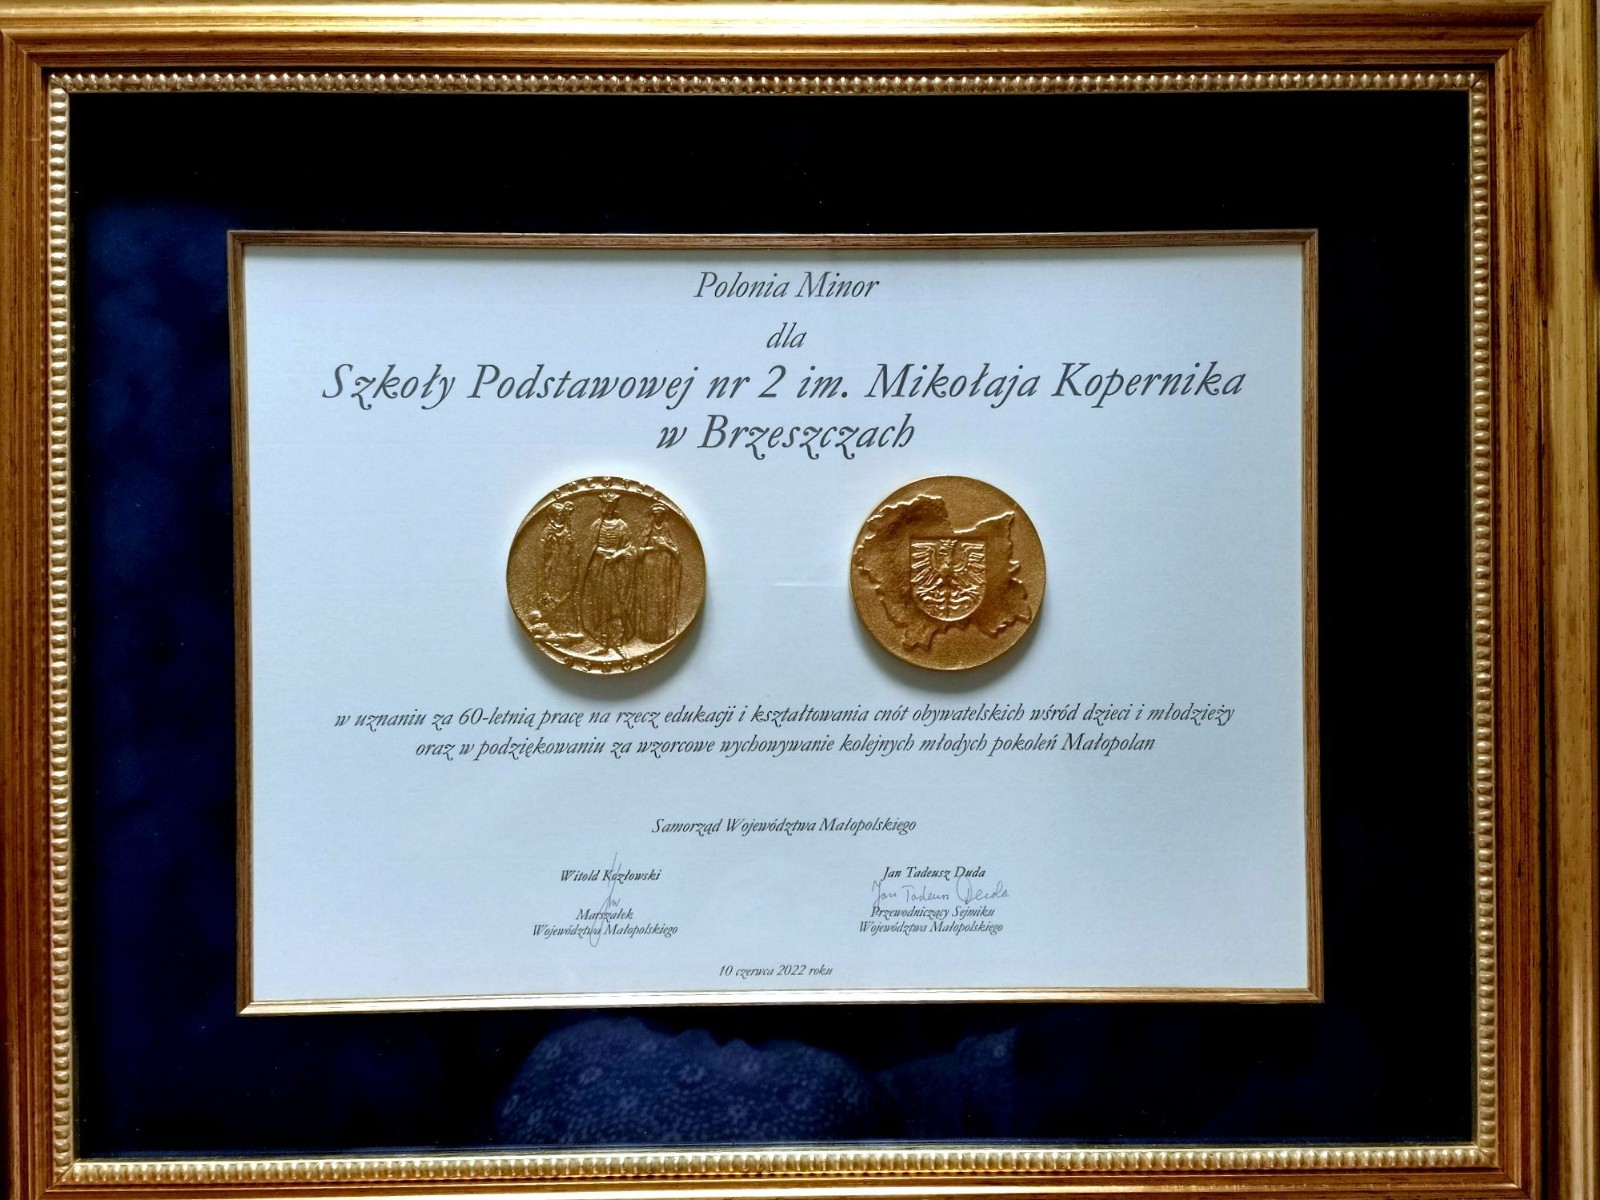 Polonia Minor
dla
Szkoły Podstawowej nr 2 im. Mikołaja Kopernika
w Brzeszczach
POLONIA
MINOR
w uznaniu za 60-letnią pracę na rzecz edukacji i kształtowania cnót obywatelskich wśród dzieci i młodzieży
oraz w podziękowaniu za wzorcowe wychowywanie kolejnych młodych pokoleń Małopolan
Samorząd Województwa Małopolskiego
Witold Kozłowski
Marszałek
Województwa Małopolskiego
Jan Tadeusz Duda
Jan Tadeusz Duda
Przewodniczący Sejmiku
Województwa Małopolskiego
10 czerwca 2022 roku